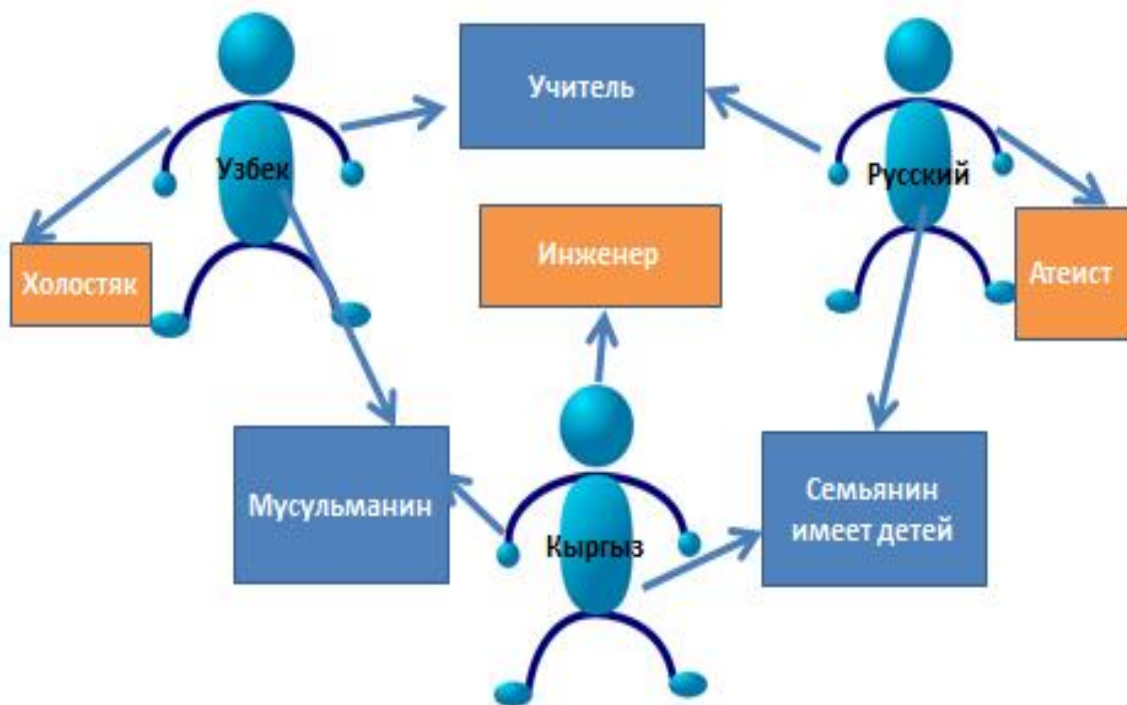 Учитель
Узбек
Русский
Холостяк
Инженер
Атеист
Мусульманин
Кыргыз
Семьянин
имеет детей